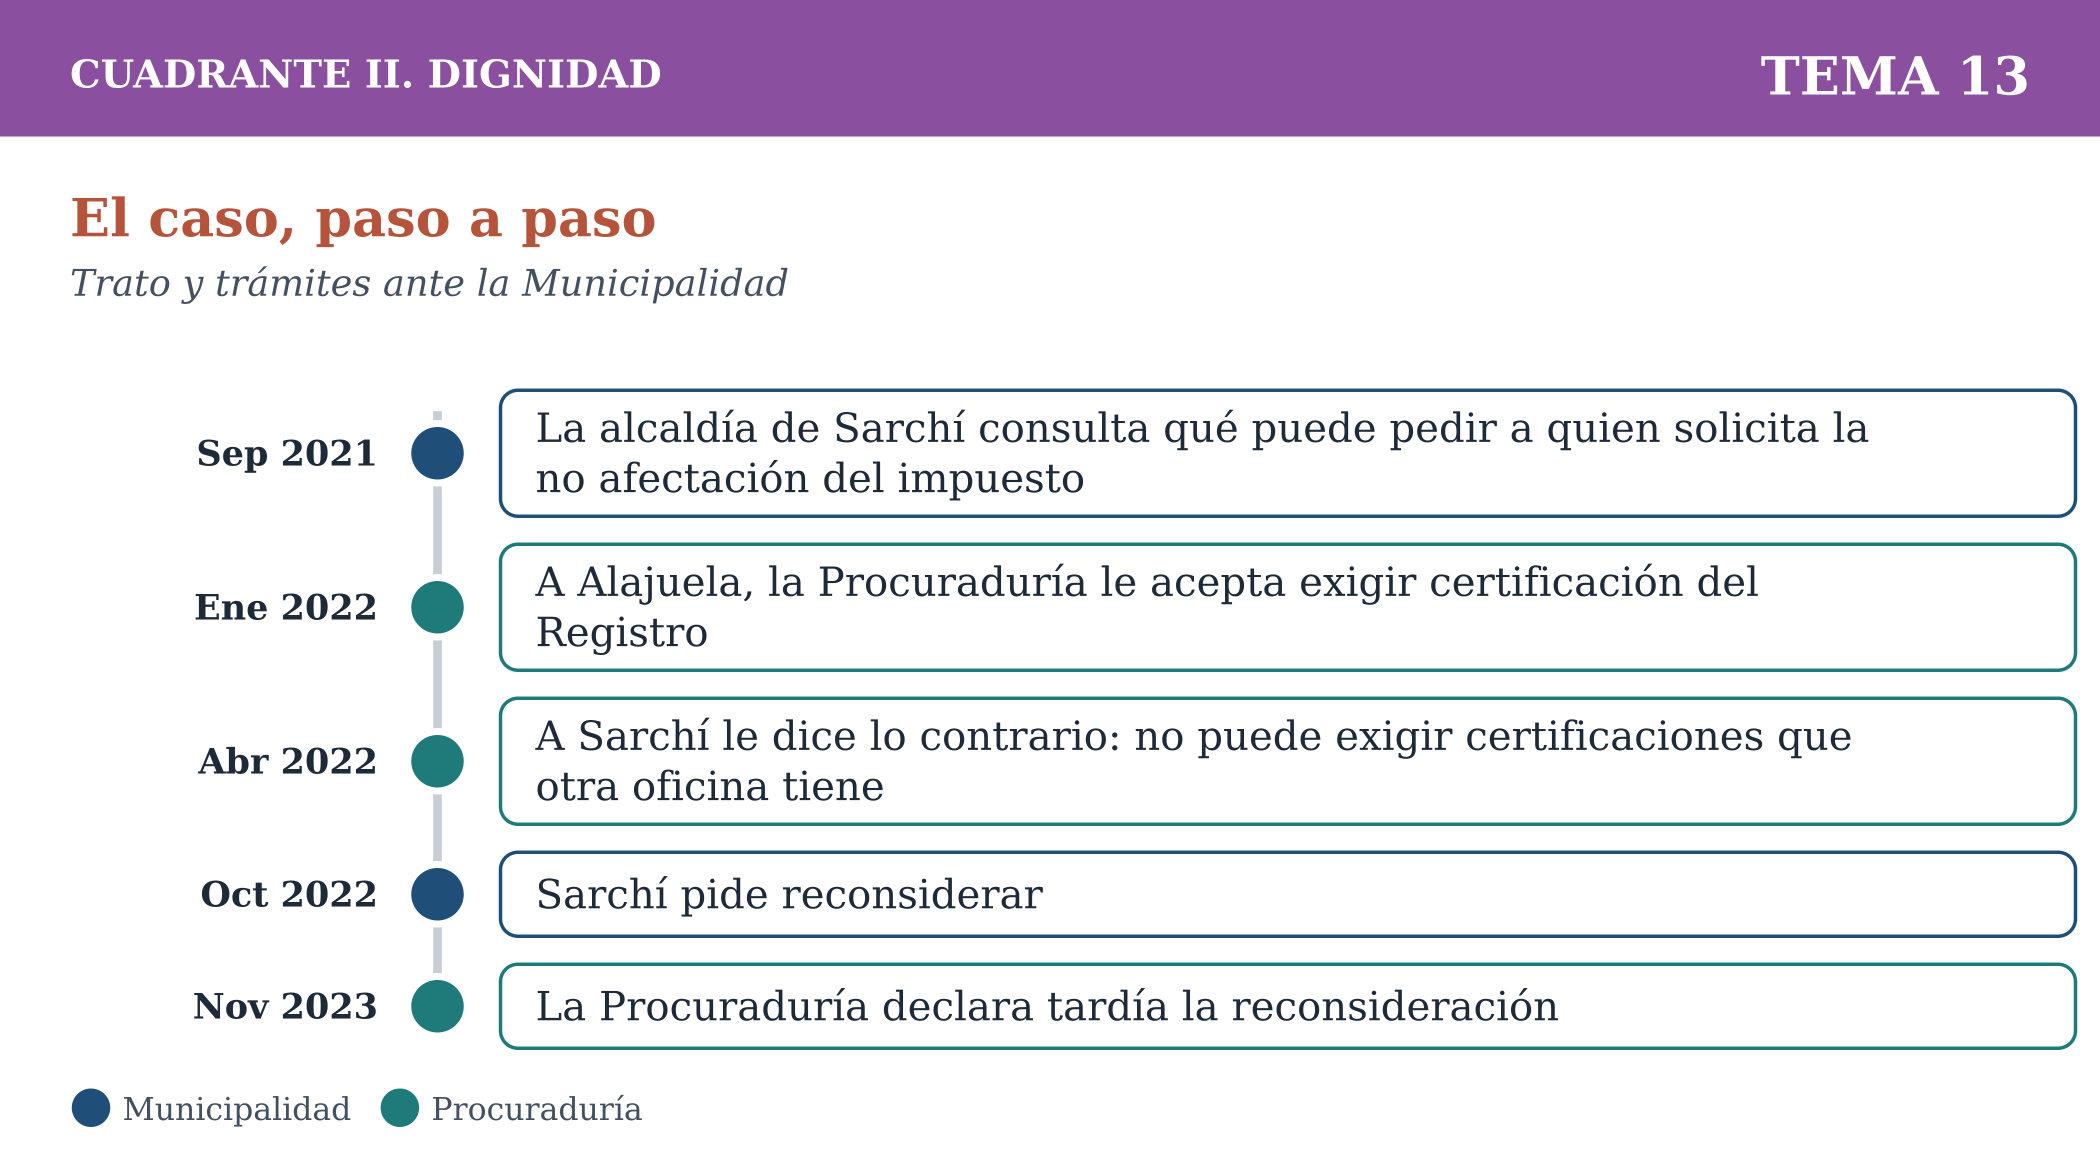 CUADRANTE II. DIGNIDAD
TEMA 13
El caso, paso a paso
Trato y trámites ante la Municipalidad
Sep 2021
La alcaldía de Sarchí consulta qué puede pedir a quien solicita la
no afectación del impuesto
Ene 2022
A Alajuela, la Procuraduría le acepta exigir certificación del
Registro
Abr 2022
A Sarchí le dice lo contrario: no puede exigir certificaciones que
otra oficina tiene
Oct 2022
Sarchí pide reconsiderar
Nov 2023
La Procuraduría declara tardía la reconsideración
Municipalidad
Procuraduría